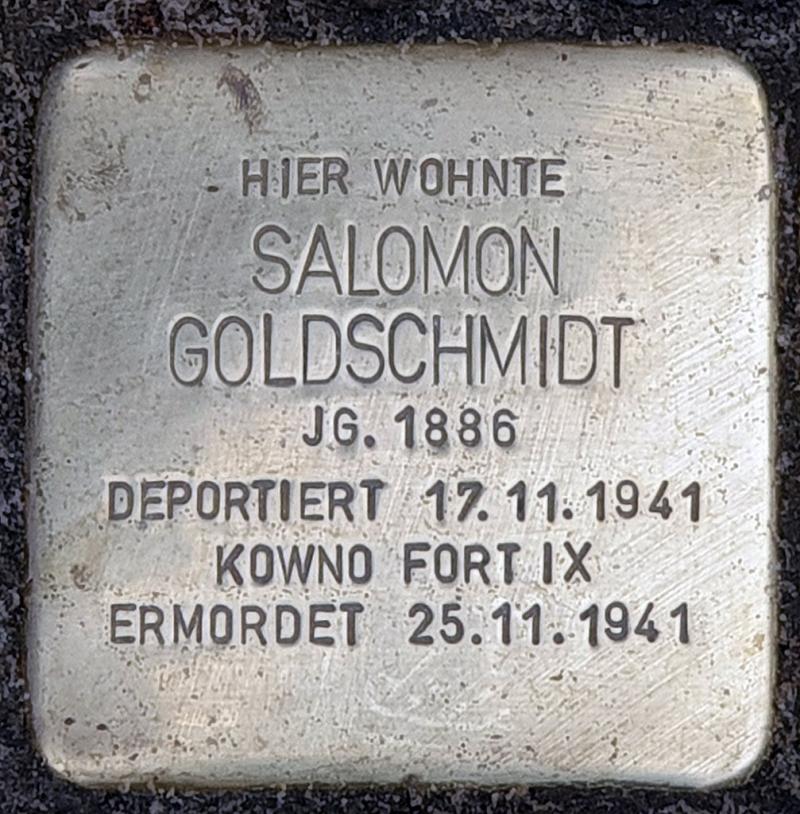 HIER WOHNTE
SALOMON
GOLDSCHMIDT
JG. 1886
DEPORTIERT 17.11.1941
KOWNO FORT IX
ERMORDET 25.11.1941